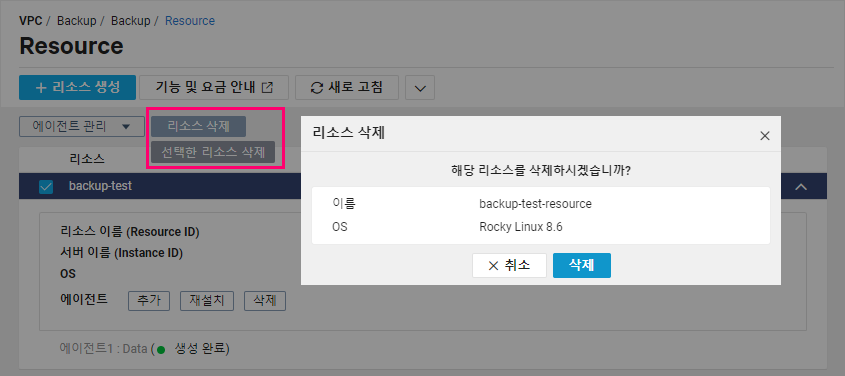 VPC / Backup / Backup / Resource
Resource
+ 리소스 생성 기능 및 요금 안내 새로 고침
에이전트 관리 리소스 삭제
선택한 리소스 삭제
리소스
backup-test
리소스 이름 (Resource ID)
서버 이름 (Instance ID)
OS
에이전트 추가 재설치 삭제
에이전트1 : Data ( 생성 완료)
리소스 삭제
해당 리소스를 삭제하시겠습니까?
이름 backup-test-resource
OS Rocky Linux 8.6
취소 삭제